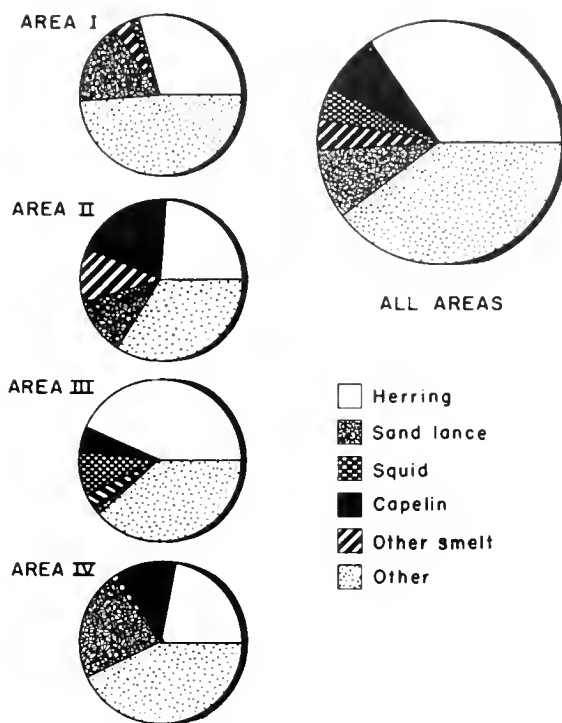 AREA I
AREA II
AREA III
AREA IV
ALL AREAS
Herring
Sand lance
Squid
Capelin
Other smelt
Other